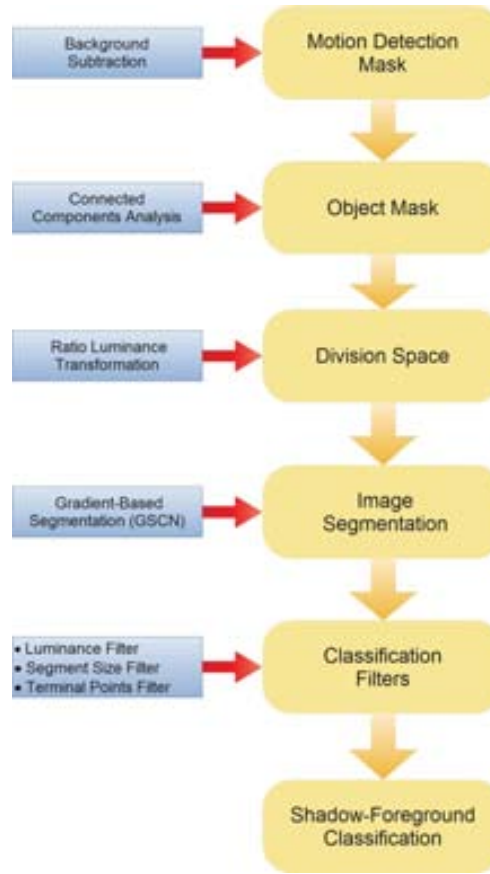 Background
Subtraction
Motion Detection
Mask
Connected
Components Analysis
Object Mask
Ratio Luminance
Transformation
Division Space
Gradient-Based
Segmentation (GSCN)
Image
Segmentation
• Luminance Filter
• Segment Size Filter
• Terminal Points Filter
Classification
Filters
Shadow-Foreground
Classification